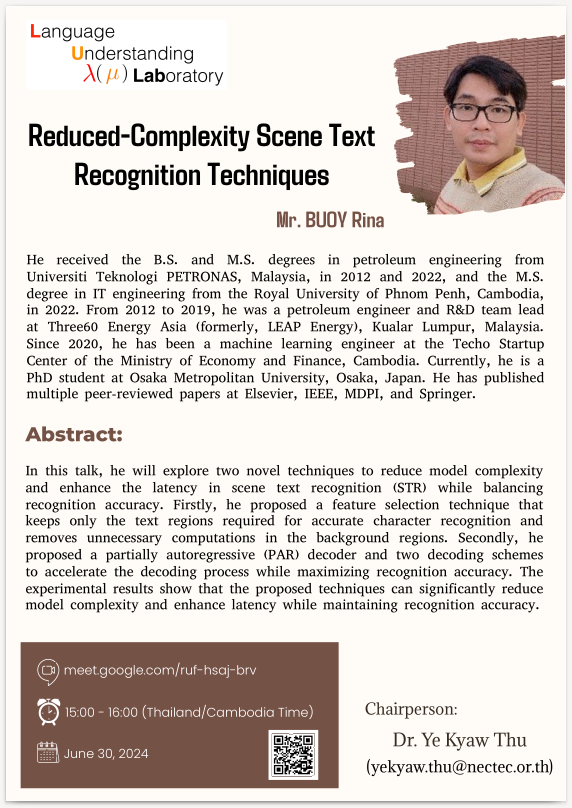 Language
Understanding
λ(μ) Laboratory
Reduced-Complexity Scene Text
Recognition Techniques
Mr. BUOY Rina
He received the B.S. and M.S. degrees in petroleum engineering from
Universiti Teknologi PETRONAS, Malaysia, in 2012 and 2022, and the M.S.
degree in IT engineering from the Royal University of Phnom Penh, Cambodia,
in 2022. From 2012 to 2019, he was a petroleum engineer and R&D team lead
at Three60 Energy Asia (formerly, LEAP Energy), Kualar Lumpur, Malaysia.
Since 2020, he has been a machine learning engineer at the Techo Startup
Center of the Ministry of Economy and Finance, Cambodia. Currently, he is a
PhD student at Osaka Metropolitan University, Osaka, Japan. He has published
multiple peer-reviewed papers at Elsevier, IEEE, MDPI, and Springer.
Abstract:
In this talk, he will explore two novel techniques to reduce model complexity
and enhance the latency in scene text recognition (STR) while balancing
recognition accuracy. Firstly, he proposed a feature selection technique that
keeps only the text regions required for accurate character recognition and
removes unnecessary computations in the background regions. Secondly, he
proposed a partially autoregressive (PAR) decoder and two decoding schemes
to accelerate the decoding process while maximizing recognition accuracy. The
experimental results show that the proposed techniques can significantly reduce
model complexity and enhance latency while maintaining recognition accuracy.
meet.google.com/ruf-hsaj-brv
15:00 - 16:00 (Thailand/Cambodia Time)
June 30, 2024
Chairperson:
Dr. Ye Kyaw Thu
(yekyaw.thu@nectec.or.th)